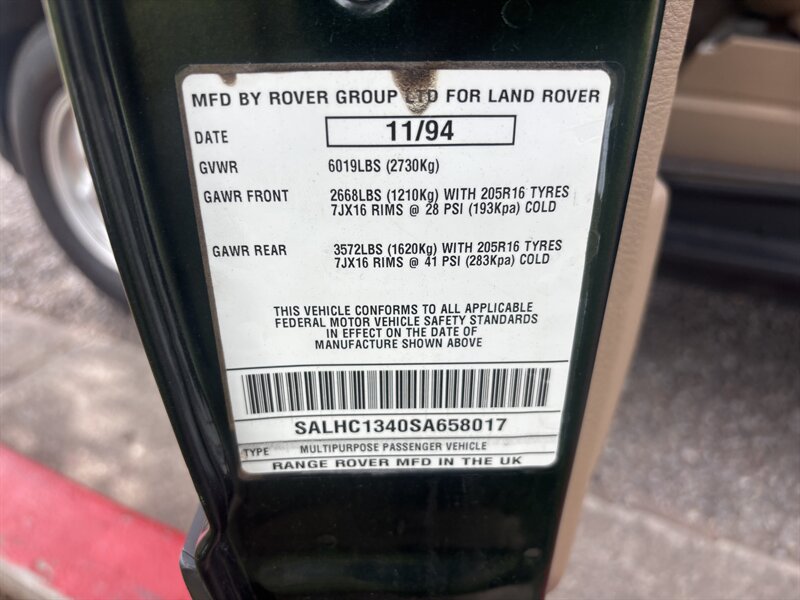 MFD BY ROVER GROUP LTD FOR LAND ROVER
DATE 11/94
GVWR 6019LBS (2730Kg)
GAWR FRONT 2668LBS (1210Kg) WITH 205R16 TYRES
7JX16 RIMS @ 28 PSI (193Kpa) COLD
GAWR REAR 3572LBS (1620Kg) WITH 205R16 TYRES
7JX16 RIMS @ 41 PSI (283Kpa) COLD
THIS VEHICLE CONFORMS TO ALL APPLICABLE
FEDERAL MOTOR VEHICLE SAFETY STANDARDS
IN EFFECT ON THE DATE OF
MANUFACTURE SHOWN ABOVE
SALHC1340SA658017
TYPE MULTIPURPOSE PASSENGER VEHICLE
RANGE ROVER MFD IN THE UK